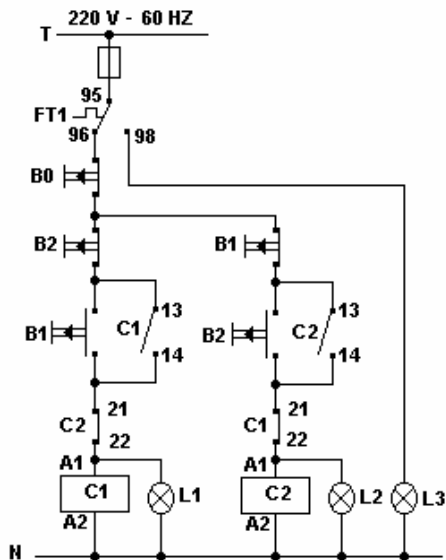 220 V - 60 HZ
T
95
FT1
96 98
B0
B2 B1
13 13
B1 C1 B2 C2
14 14
21 21
C2 C1
22 22
A1 A1
C1 L1 C2 L2 L3
A2 A2
N